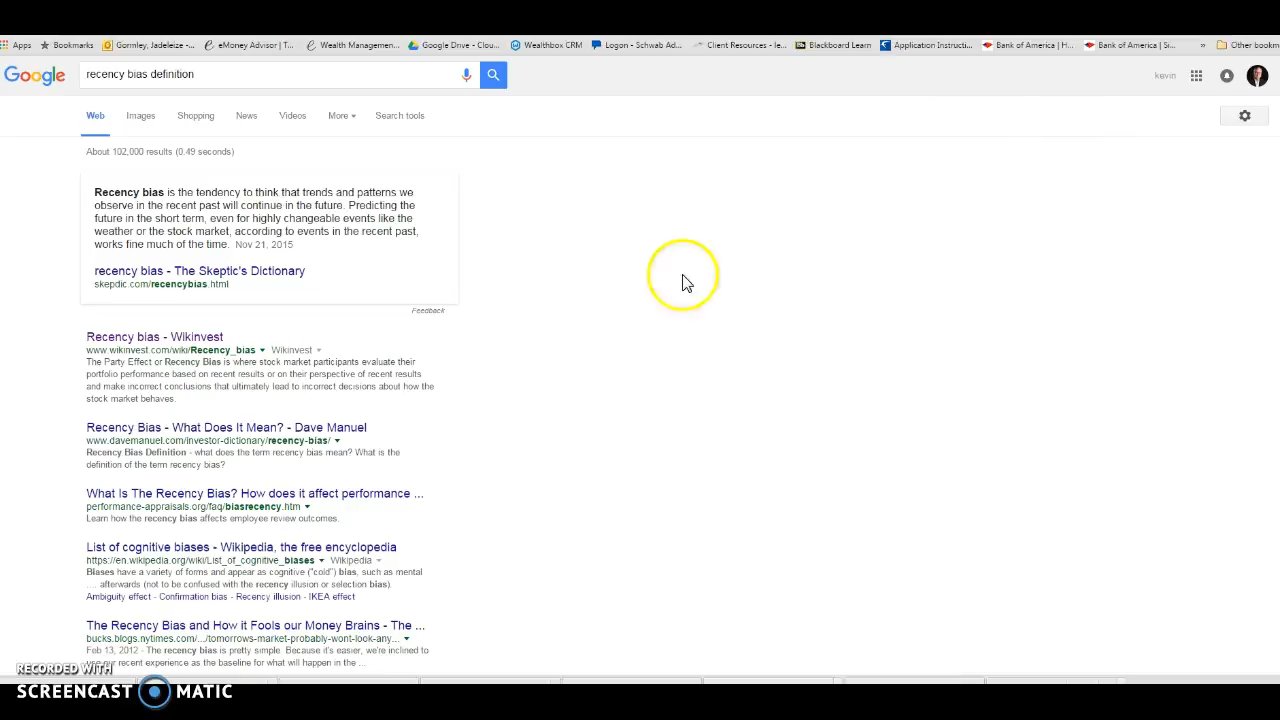 Apps Bookmarks Gormley, Jadeleize -... eMoney Advisor | T... Wealth Managemen... Google Drive - Clou... Wealthbox CRM Logon - Schwab Ad... Client Resources - le... Blackboard Learn Application Instructi... Bank of America | H... Bank of America | Si... » Other bookm
Google recency bias definition kevin
Web Images Shopping News Videos More Search tools
About 102,000 results (0.49 seconds)
Recency bias is the tendency to think that trends and patterns we
observe in the recent past will continue in the future. Predicting the
future in the short term, even for highly changeable events like the
weather or the stock market, according to events in the recent past,
works fine much of the time. Nov 21, 2015
recency bias - The Skeptic's Dictionary
skepdic.com/recencybias.html
Feedback
Recency bias - Wikinvest
www.wikinvest.com/wiki/Recency_bias Wikinvest
The Party Effect or Recency Bias is where stock market participants evaluate their
portfolio performance based on recent results or on their perspective of recent results
and make incorrect conclusions that ultimately lead to incorrect decisions about how the
stock market behaves.
Recency Bias - What Does It Mean? - Dave Manuel
www.davemanuel.com/investor-dictionary/recency-bias/
Recency Bias Definition - what does the term recency bias mean? What is the
definition of the term recency bias?
What Is The Recency Bias? How does it affect performance ...
performance-appraisals.org/faq/biasrecency.htm
Learn how the recency bias affects employee review outcomes.
List of cognitive biases - Wikipedia, the free encyclopedia
https://en.wikipedia.org/wiki/List_of_cognitive_biases Wikipedia
Biases have a variety of forms and appear as cognitive ("cold") bias, such as mental
.... afterwards (not to be confused with the recency illusion or selection bias).
Ambiguity effect - Confirmation bias - Recency illusion - IKEA effect
The Recency Bias and How it Fools our Money Brains - The ...
bucks.blogs.nytimes.com/.../tomorrows-market-probably-wont-look-any...
Feb 13, 2012 - The recency bias is pretty simple. Because it's easier, we're inclined to
use our recent experience as the baseline for what will happen in the ...
RECORDED WITH
SCREENCAST MATIC